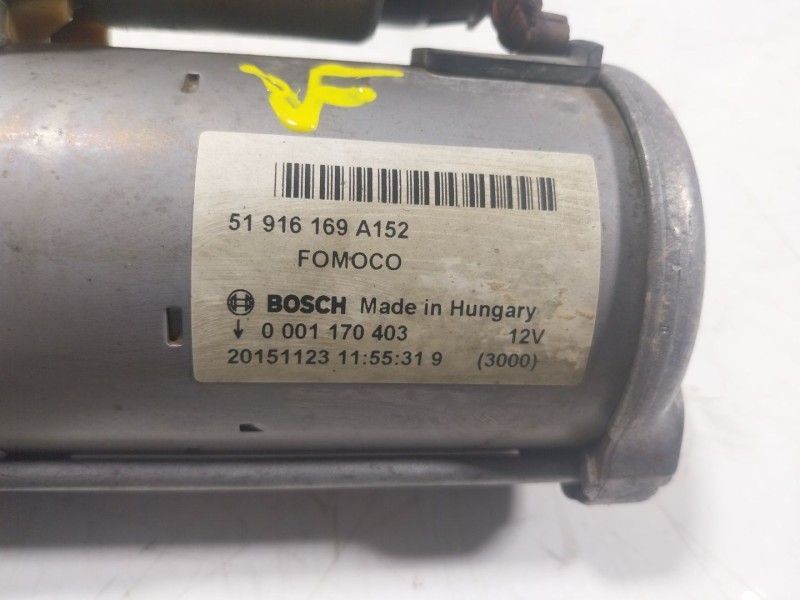 VF
51 916 169 A152
FOMOCO
BOSCH Made in Hungary
0 001 170 403 12V
20151123 11:55:31 9 (3000)